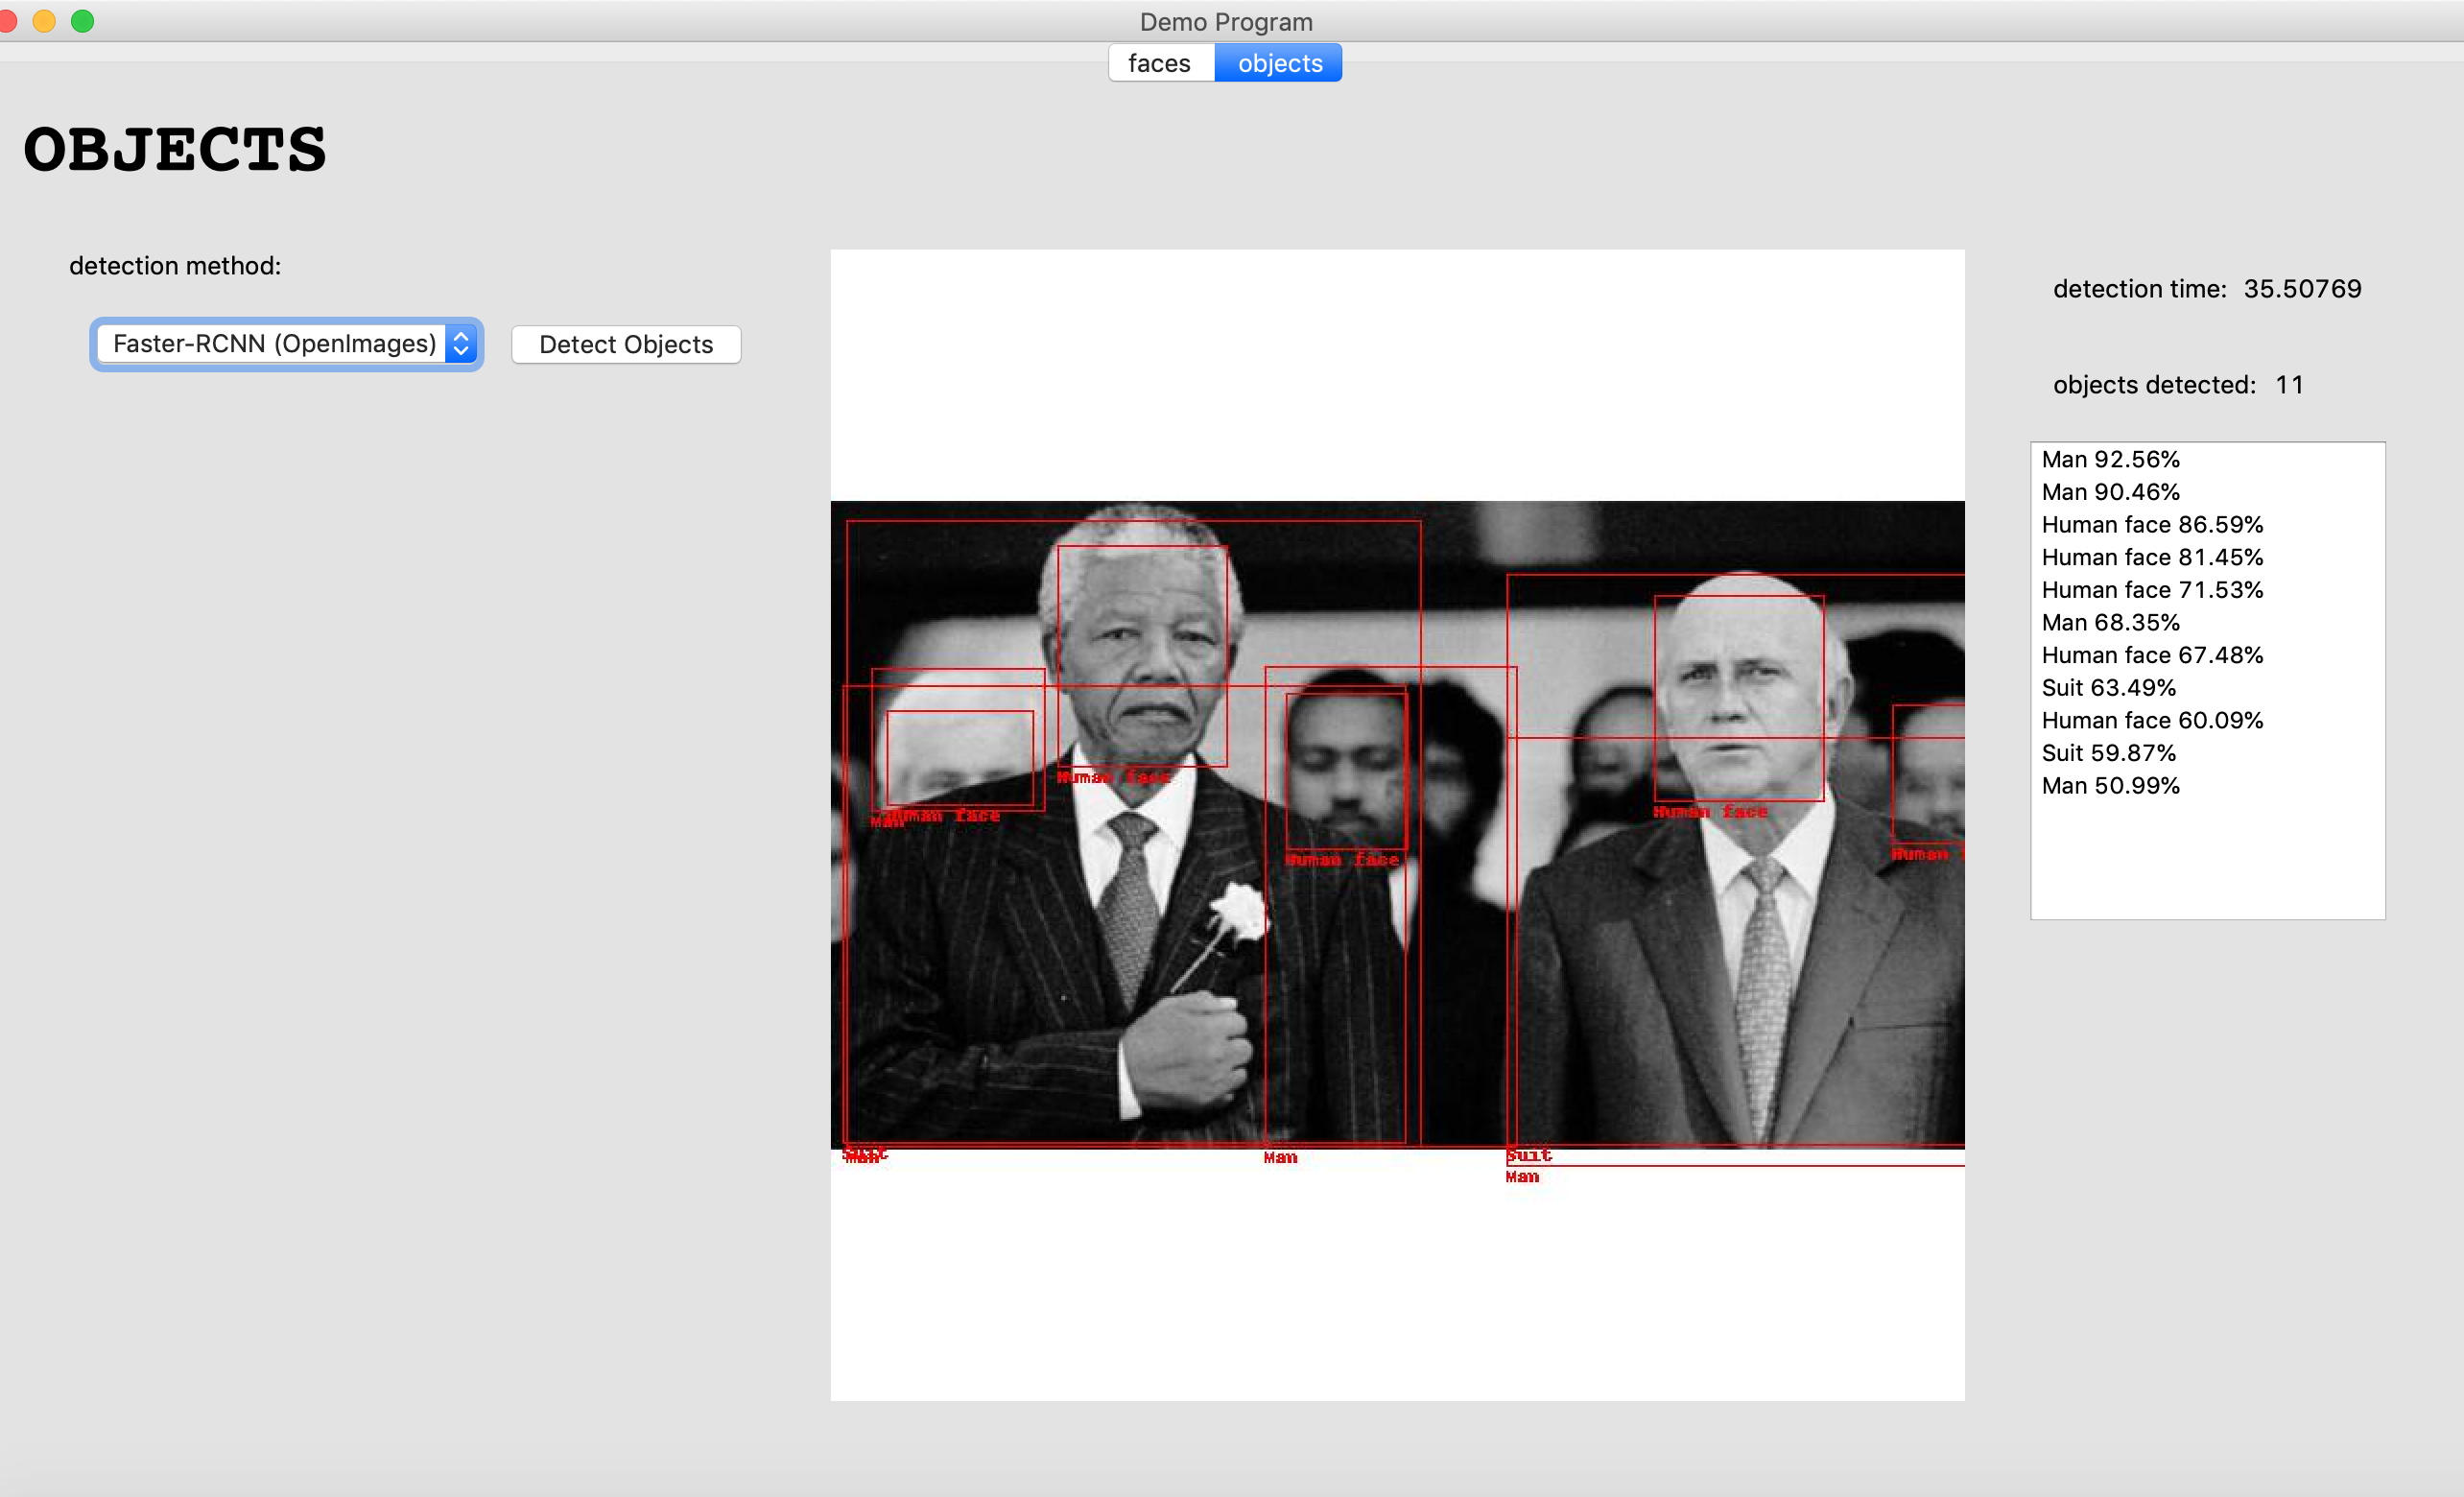 Demo Program
faces
objects
OBJECTS
detection method:
Faster-RCNN (OpenImages)
Detect Objects
Human face
Man
Human face
Human face
Human face
Human
Suit
Man
Man
Suit
Man
detection time: 35.50769
objects detected: 11
Man 92.56%
Man 90.46%
Human face 86.59%
Human face 81.45%
Human face 71.53%
Man 68.35%
Human face 67.48%
Suit 63.49%
Human face 60.09%
Suit 59.87%
Man 50.99%